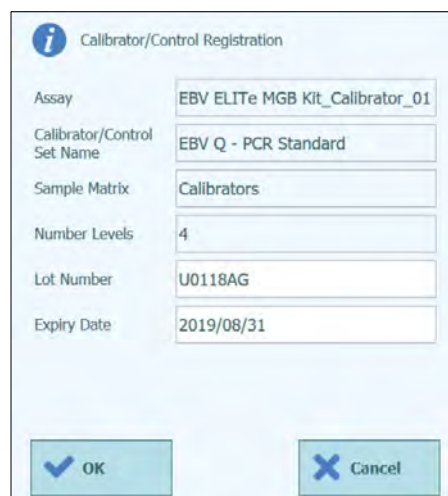 Calibrator/Control Registration
Assay
EBV ELITe MGB Kit_Calibrator_01
Calibrator/Control
Set Name
EBV Q - PCR Standard
Sample Matrix
Calibrators
Number Levels
4
Lot Number
U0118AG
Expiry Date
2019/08/31
OK
Cancel